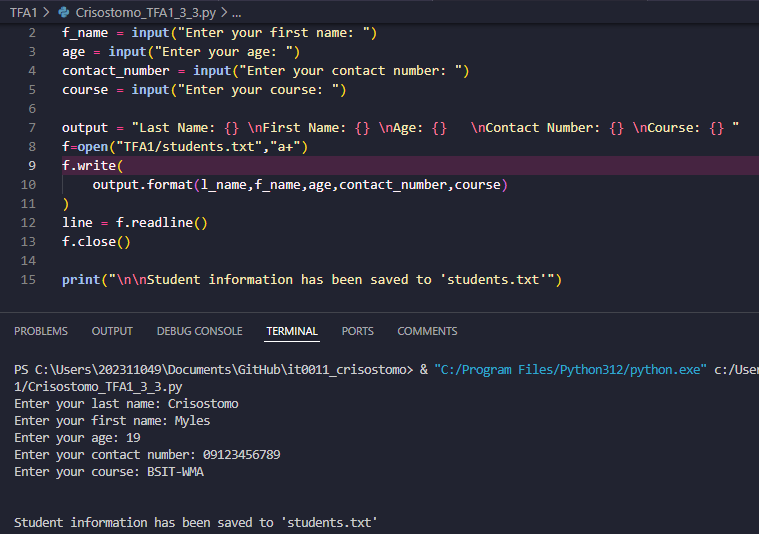 TFA1 > Crisostomo_TFA1_3_3.py > ...
2 f_name = input("Enter your first name: ")
3 age = input("Enter your age: ")
4 contact_number = input("Enter your contact number: ")
5 course = input("Enter your course: ")
6
7 output = "Last Name: {} \nFirst Name: {} \nAge: {}   \nContact Number: {} \nCourse: {} "
8 f=open("TFA1/students.txt","a+")
9 f.write(
10     output.format(l_name,f_name,age,contact_number,course)
11 )
12 line = f.readline()
13 f.close()
14
15 print("\n\nStudent information has been saved to 'students.txt'")
PROBLEMS OUTPUT DEBUG CONSOLE TERMINAL PORTS COMMENTS
PS C:\Users\202311049\Documents\GitHub\it0011_crisostomo> & "C:/Program Files/Python312/python.exe" c:/User
1/Crisostomo_TFA1_3_3.py
Enter your last name: Crisostomo
Enter your first name: Myles
Enter your age: 19
Enter your contact number: 09123456789
Enter your course: BSIT-WMA
Student information has been saved to 'students.txt'